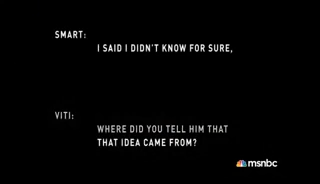 SMART:
I SAID I DIDN'T KNOW FOR SURE,
VITI:
WHERE DID YOU TELL HIM THAT
THAT IDEA CAME FROM?
msnbc